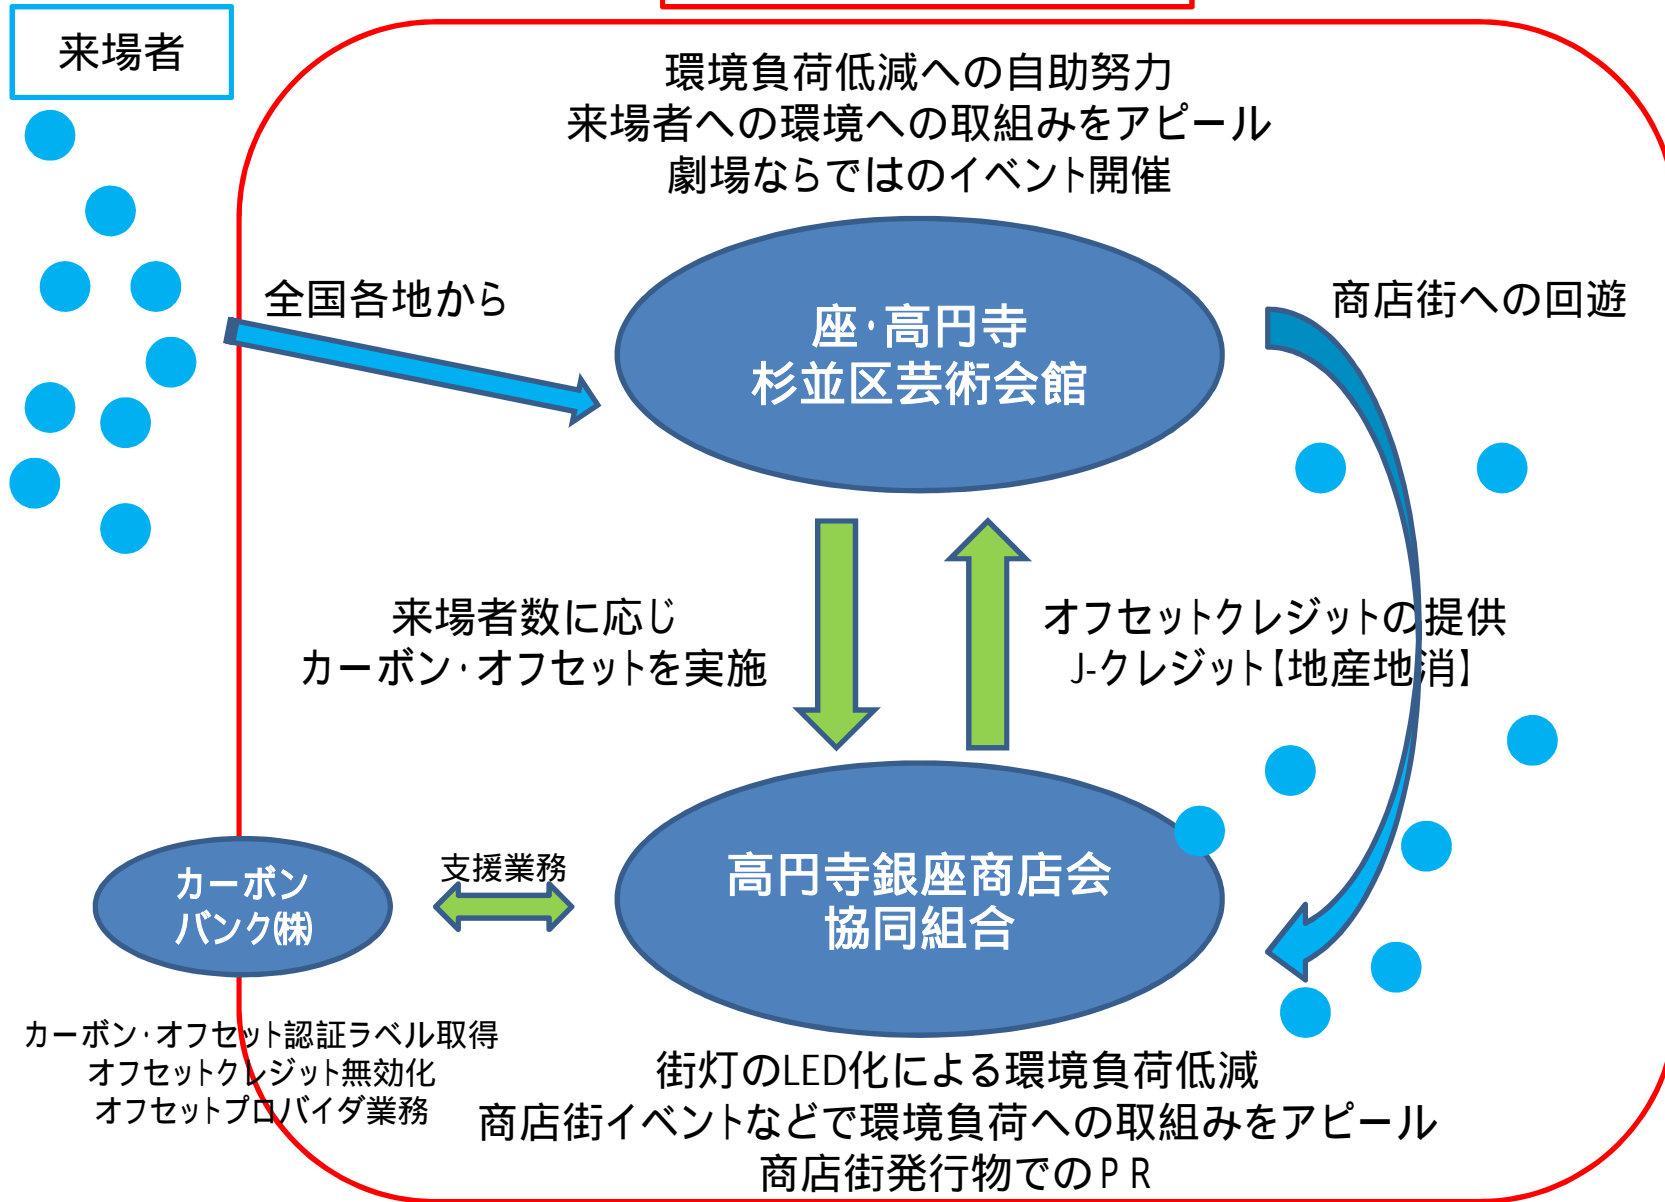 来場者
環境負荷低減への自助努力
来場者への環境への取組みをアピール
劇場ならではのイベント開催
全国各地から
座・高円寺
杉並区芸術会館
商店街への回遊
来場者数に応じ
カーボン・オフセットを実施
オフセットクレジットの提供
J-クレジット【地産地消】
カーボン
バンク㈱
支援業務
高円寺銀座商店会
協同組合
カーボン・オフセット認証ラベル取得
オフセットクレジット無効化
オフセットプロバイダ業務
街灯のLED化による環境負荷低減
商店街イベントなどで環境負荷への取組みをアピール
商店街発行物でのPR